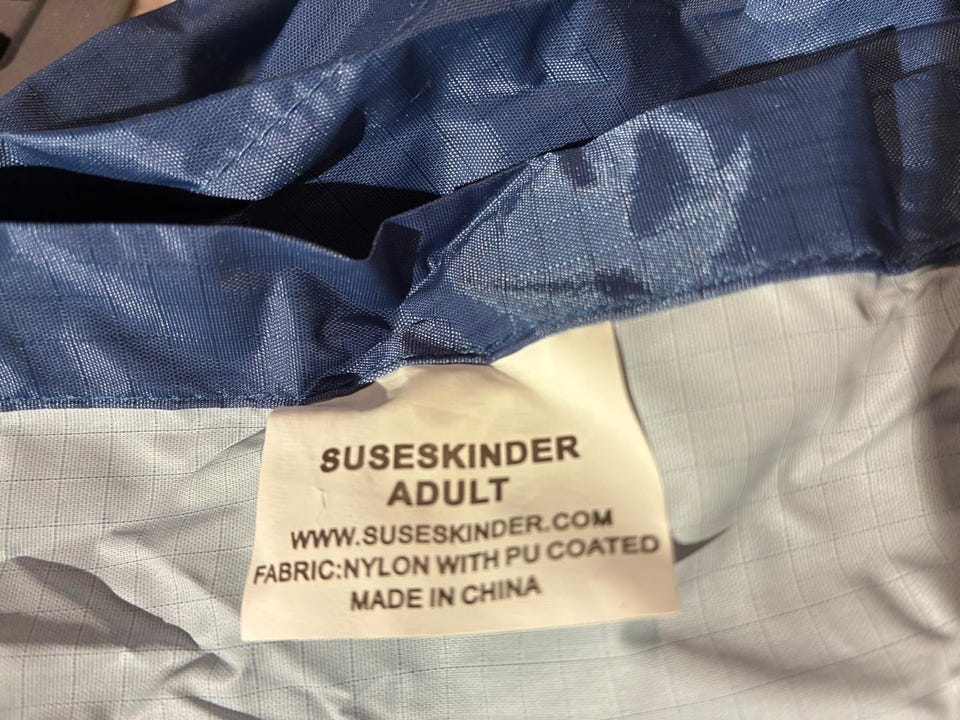 SUSESKINDER
ADULT
WWW.SUSESKINDER.COM
FABRIC:NYLON WITH PU COATED
MADE IN CHINA